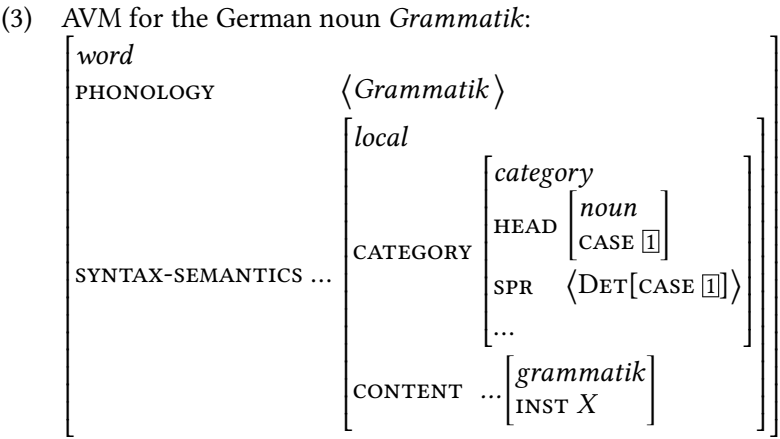 (3) AVM for the German noun Grammatik:
word
PHONOLOGY ⟨Grammatik⟩
local
category
HEAD noun
CASE 1
CATEGORY
SYNTAX-SEMANTICS ...
SPR ⟨DET[CASE 1]⟩
...
CONTENT ... grammatik
INST X